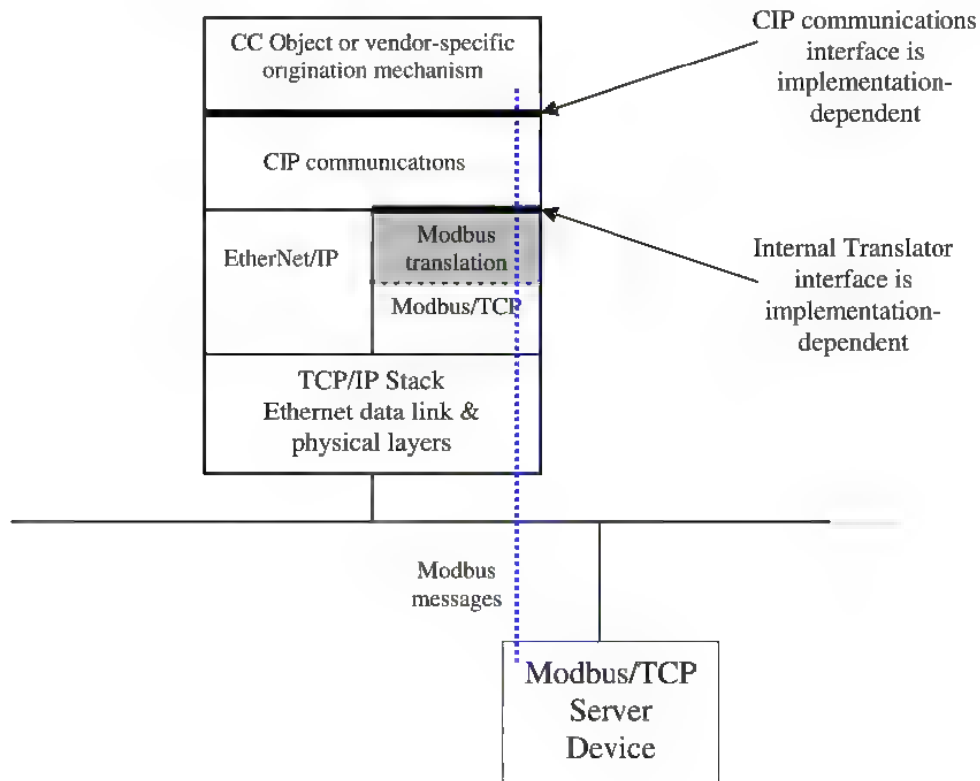 CC Object or vendor-specific
origination mechanism
CIP communications
interface is
implementation-
dependent
CIP communications
EtherNet/IP
Modbus
translation
Modbus/TCP
Internal Translator
interface is
implementation-
dependent
TCP/IP Stack
Ethernet data link &
physical layers
Modbus
messages
Modbus/TCP
Server
Device